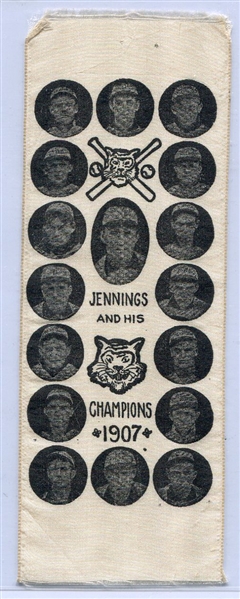 JENNINGS
AND HIS
CHAMPIONS
1907